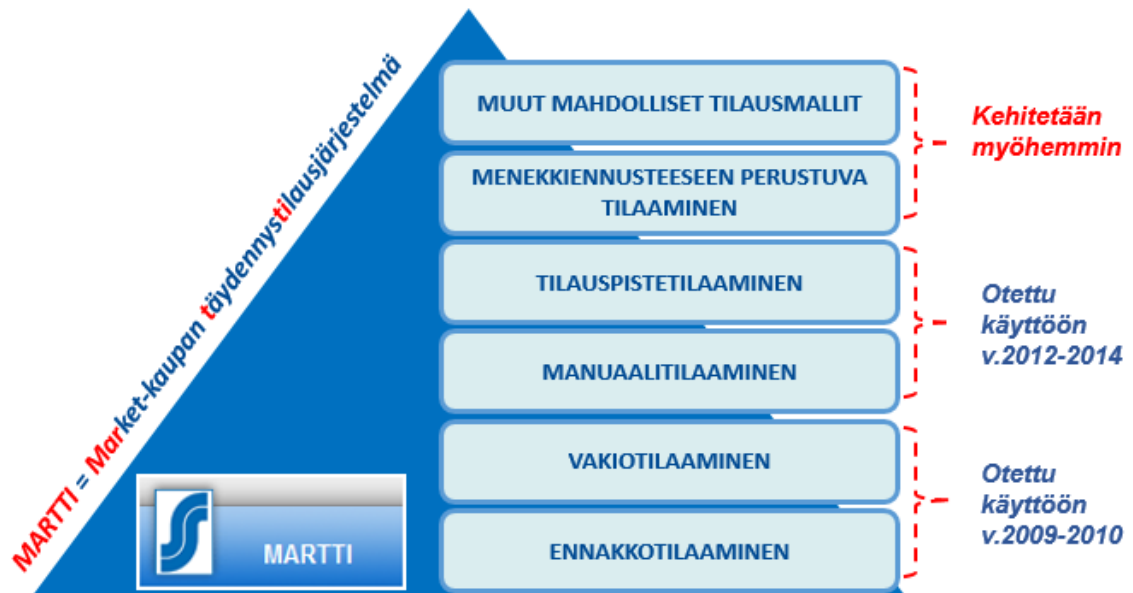 MARTTI = Market-kaupan täydennystilausjärjestelmä
MUUT MAHDOLLISET TILAUSMALLIT
MENEKKIENNUSTEESEEN PERUSTUVA
TILAAMINEN
Kehitetään
myöhemmin
TILAUSPISTETILAAMINEN
MANUAALITILAAMINEN
Otettu
käyttöön
v.2012-2014
VAKIOTILAAMINEN
ENNAKKOTILAAMINEN
Otettu
käyttöön
v.2009-2010
MARTTI